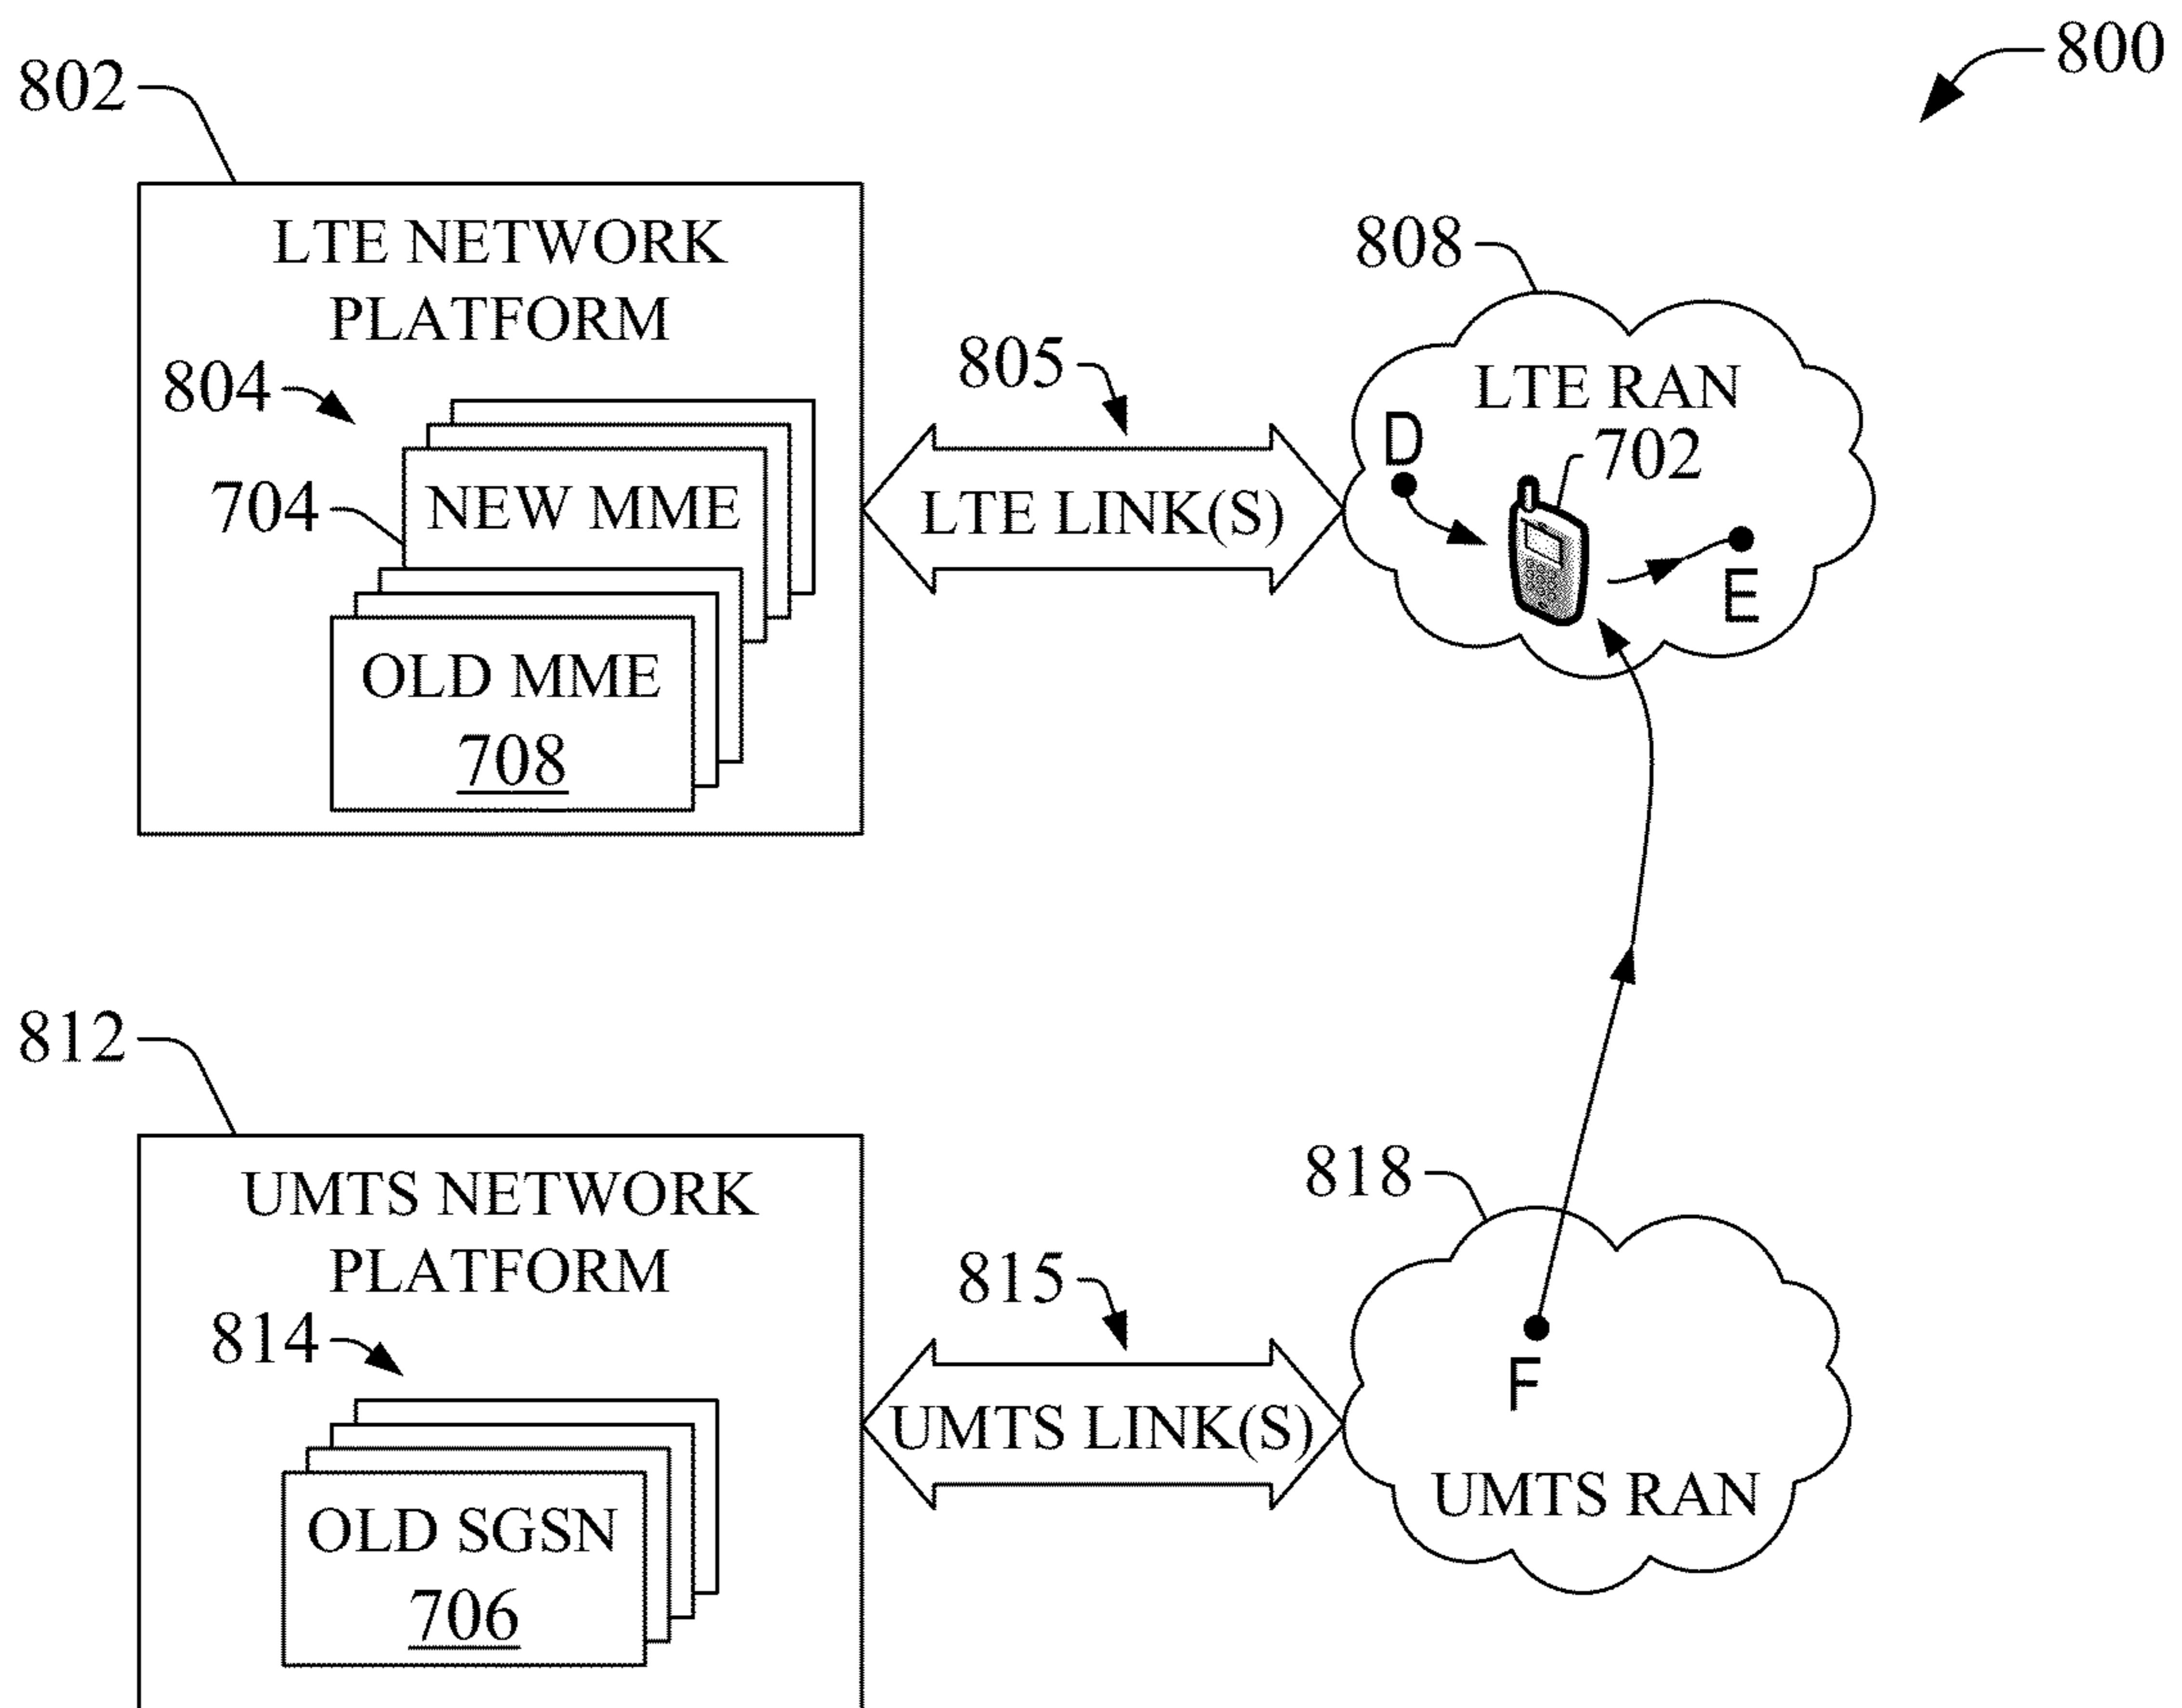 800
802
LTE NETWORK
PLATFORM
804
704
NEW MME
OLD MME
708
805
LTE LINK(S)
808
LTE RAN
702
D
E
812
UMTS NETWORK
PLATFORM
814
OLD SGSN
706
815
UMTS LINK(S)
818
F
UMTS RAN